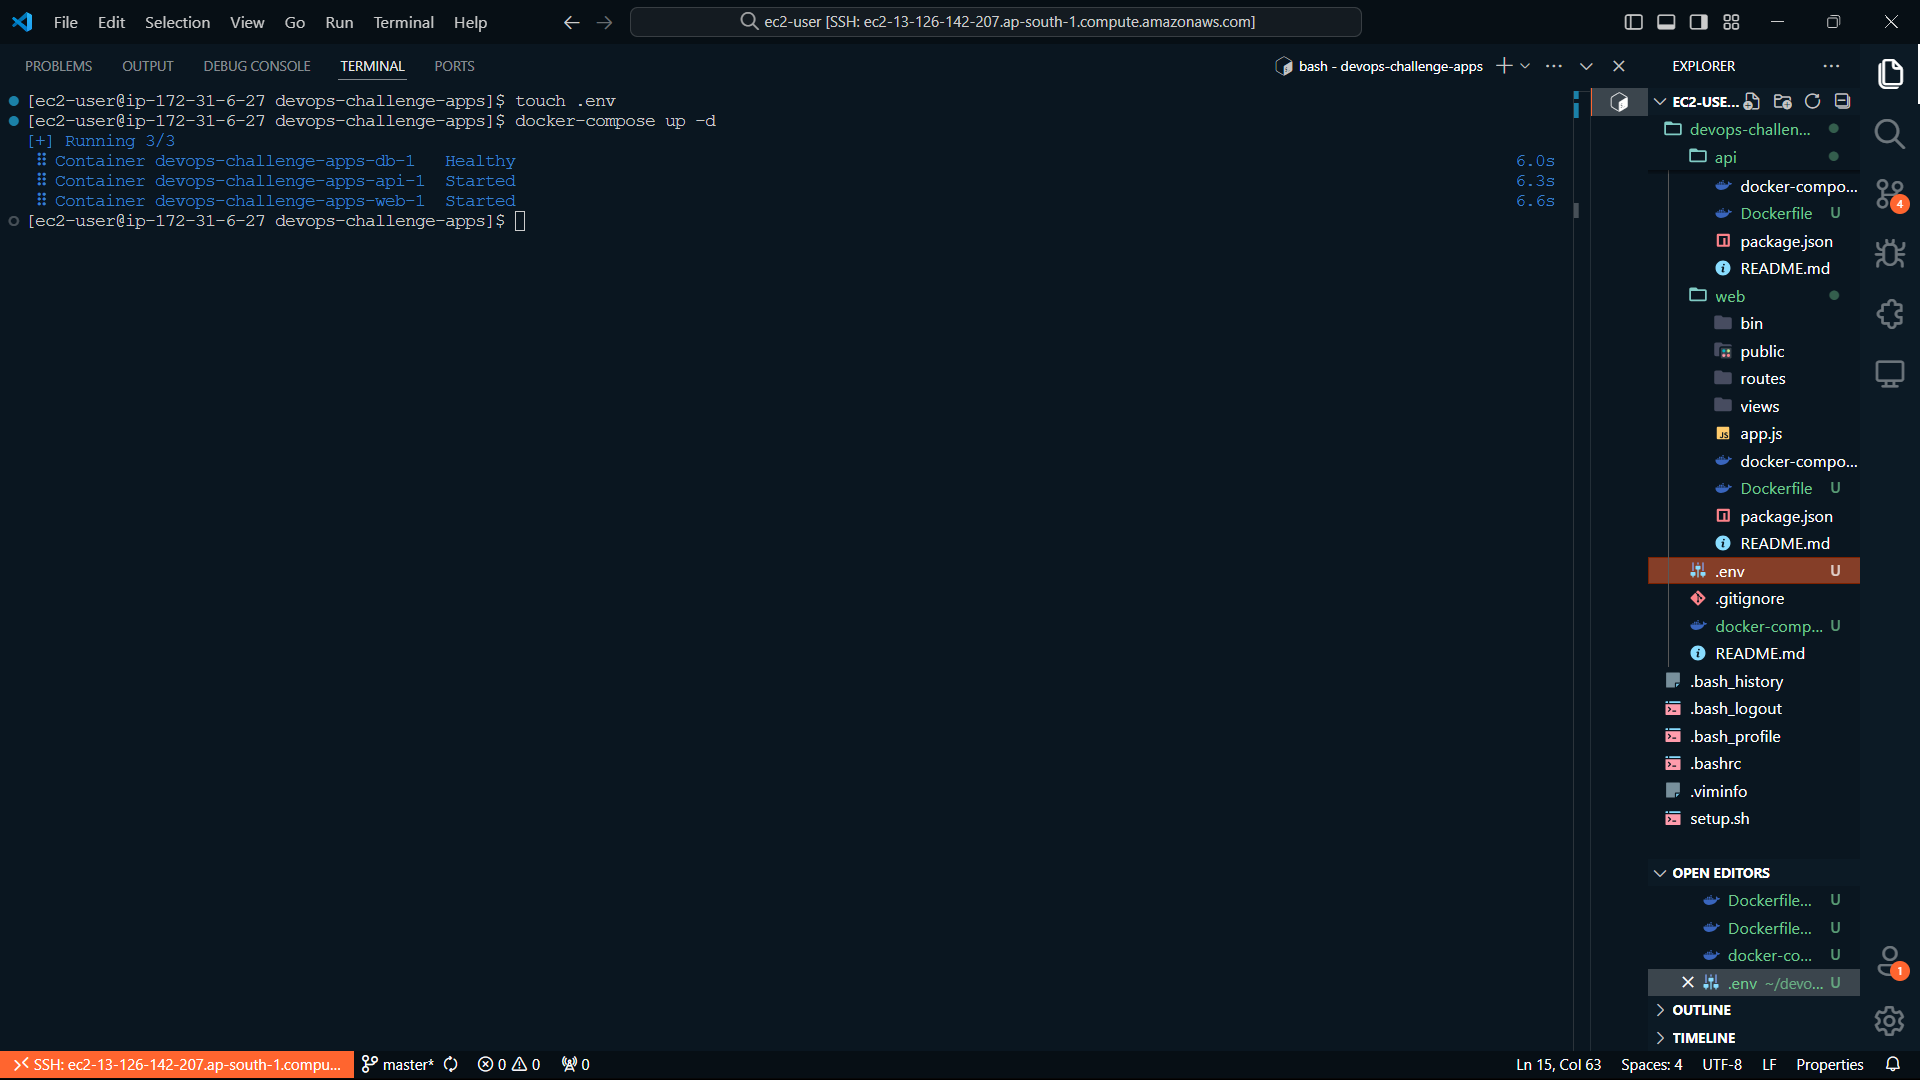 File Edit Selection View Go Run Terminal Help
ec2-user [SSH: ec2-13-126-142-207.ap-south-1.compute.amazonaws.com]
PROBLEMS OUTPUT DEBUG CONSOLE TERMINAL PORTS
bash - devops-challenge-apps
[ec2-user@ip-172-31-6-27 devops-challenge-apps]$ touch .env
[ec2-user@ip-172-31-6-27 devops-challenge-apps]$ docker-compose up -d
[+] Running 3/3
Container devops-challenge-apps-db-1 Healthy 6.0s
Container devops-challenge-apps-api-1 Started 6.3s
Container devops-challenge-apps-web-1 Started 6.6s
[ec2-user@ip-172-31-6-27 devops-challenge-apps]$
EXPLORER
EC2-USE...
devops-challen...
api
docker-compo...
Dockerfile U
package.json
README.md
web
bin
public
routes
views
app.js
docker-compo...
Dockerfile U
package.json
README.md
.env U
.gitignore
docker-comp... U
README.md
.bash_history
.bash_logout
.bash_profile
.bashrc
.viminfo
setup.sh
OPEN EDITORS
Dockerfile... U
Dockerfile... U
docker-co... U
.env ~/devo... U
OUTLINE
TIMELINE
4
1
SSH: ec2-13-126-142-207.ap-south-1.compu... master* 0 0 0
Ln 15, Col 63 Spaces: 4 UTF-8 LF Properties